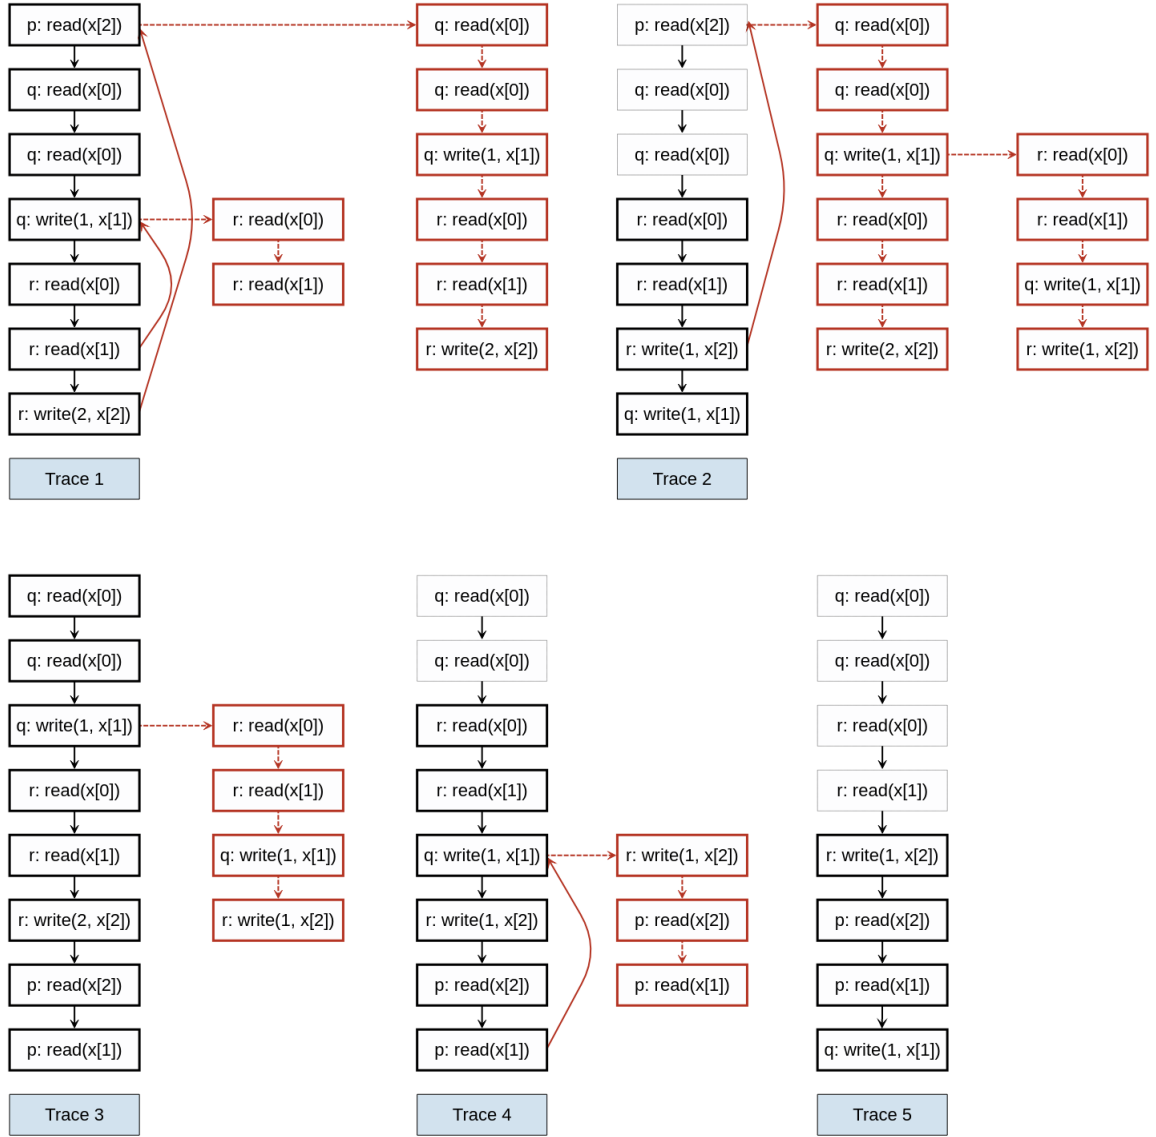 p: read(x[2])
q: read(x[0])
q: read(x[0])
q: write(1, x[1])
r: read(x[0])
r: read(x[1])
r: write(2, x[2])
Trace 1
r: read(x[0])
r: read(x[1])
q: read(x[0])
q: read(x[0])
q: write(1, x[1])
r: read(x[0])
r: read(x[1])
r: write(2, x[2])
p: read(x[2])
q: read(x[0])
q: read(x[0])
r: read(x[0])
r: read(x[1])
r: write(1, x[2])
q: write(1, x[1])
Trace 2
q: read(x[0])
q: read(x[0])
q: write(1, x[1])
r: read(x[0])
r: read(x[1])
r: write(2, x[2])
r: read(x[0])
r: read(x[1])
q: write(1, x[1])
r: write(1, x[2])
q: read(x[0])
q: read(x[0])
q: write(1, x[1])
r: read(x[0])
r: read(x[1])
r: write(2, x[2])
p: read(x[2])
p: read(x[1])
Trace 3
r: read(x[0])
r: read(x[1])
q: write(1, x[1])
r: write(1, x[2])
q: read(x[0])
q: read(x[0])
r: read(x[0])
r: read(x[1])
q: write(1, x[1])
r: write(1, x[2])
p: read(x[2])
p: read(x[1])
Trace 4
r: write(1, x[2])
p: read(x[2])
p: read(x[1])
q: read(x[0])
q: read(x[0])
r: read(x[0])
r: read(x[1])
r: write(1, x[2])
p: read(x[2])
p: read(x[1])
q: write(1, x[1])
Trace 5